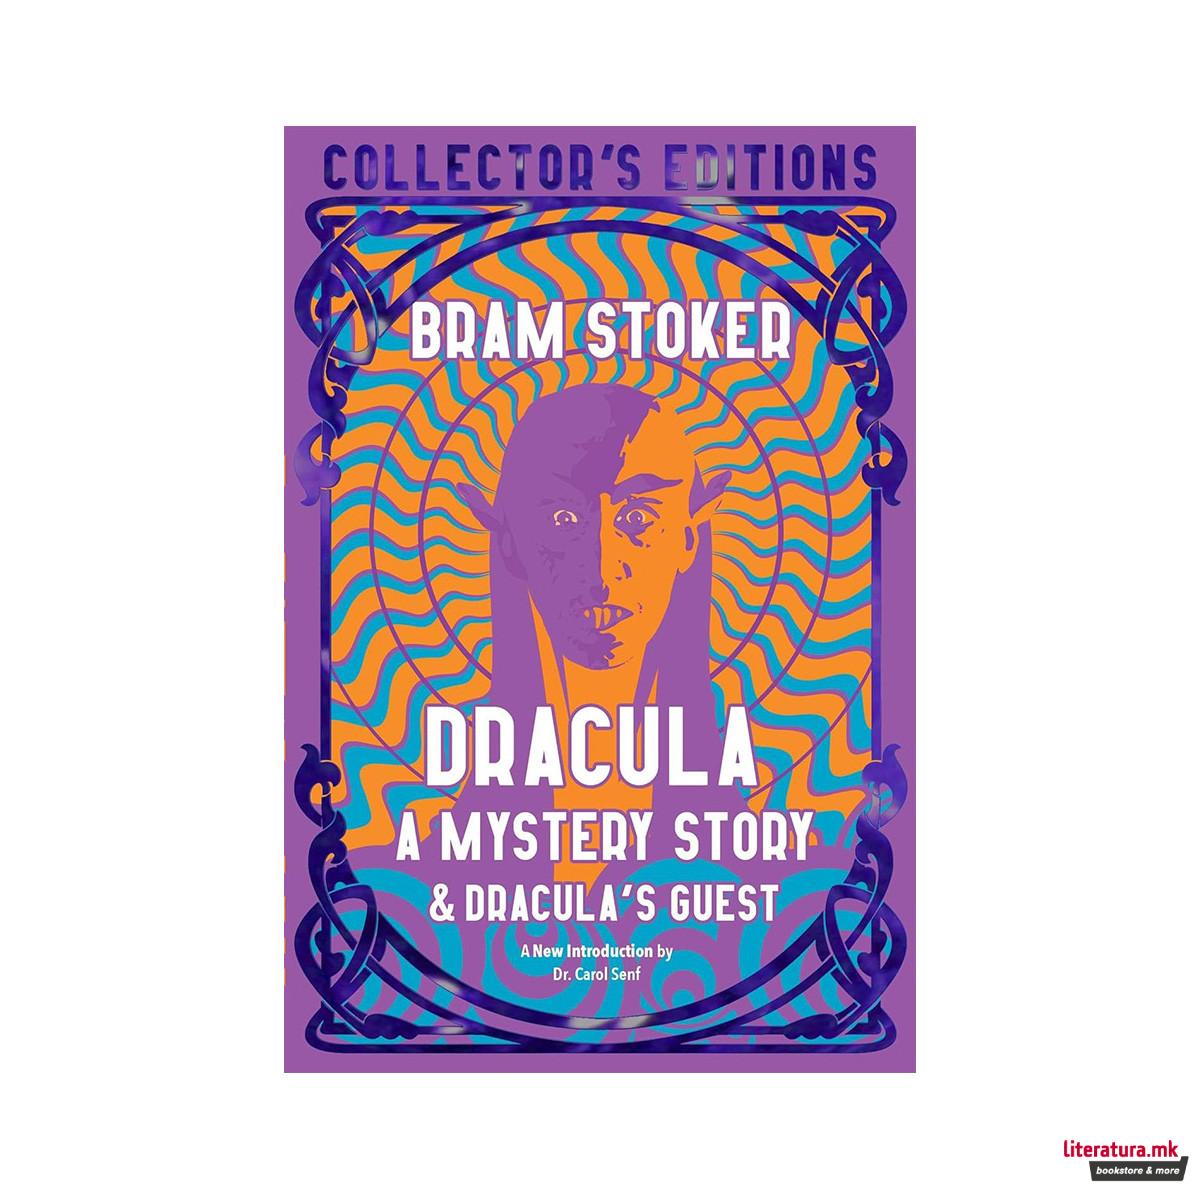 COLLECTOR'S EDITIONS
BRAM STOKER
DRACULA
A MYSTERY STORY
& DRACULA'S GUEST
A New Introduction by
Dr. Carol Senf
literatura.mk
bookstore & more